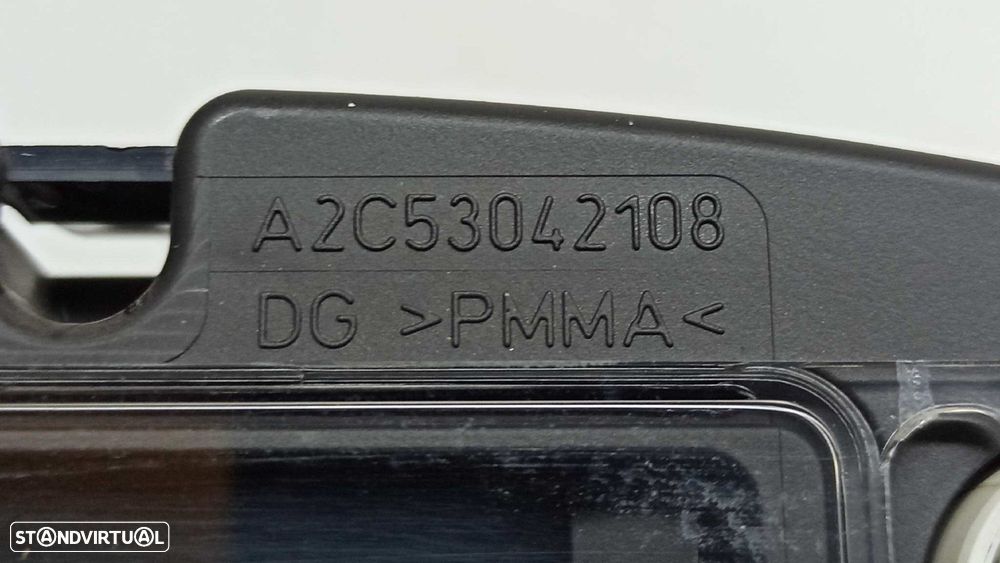 A2C53042108
DG >PMMA<
STANDVIRTUAL